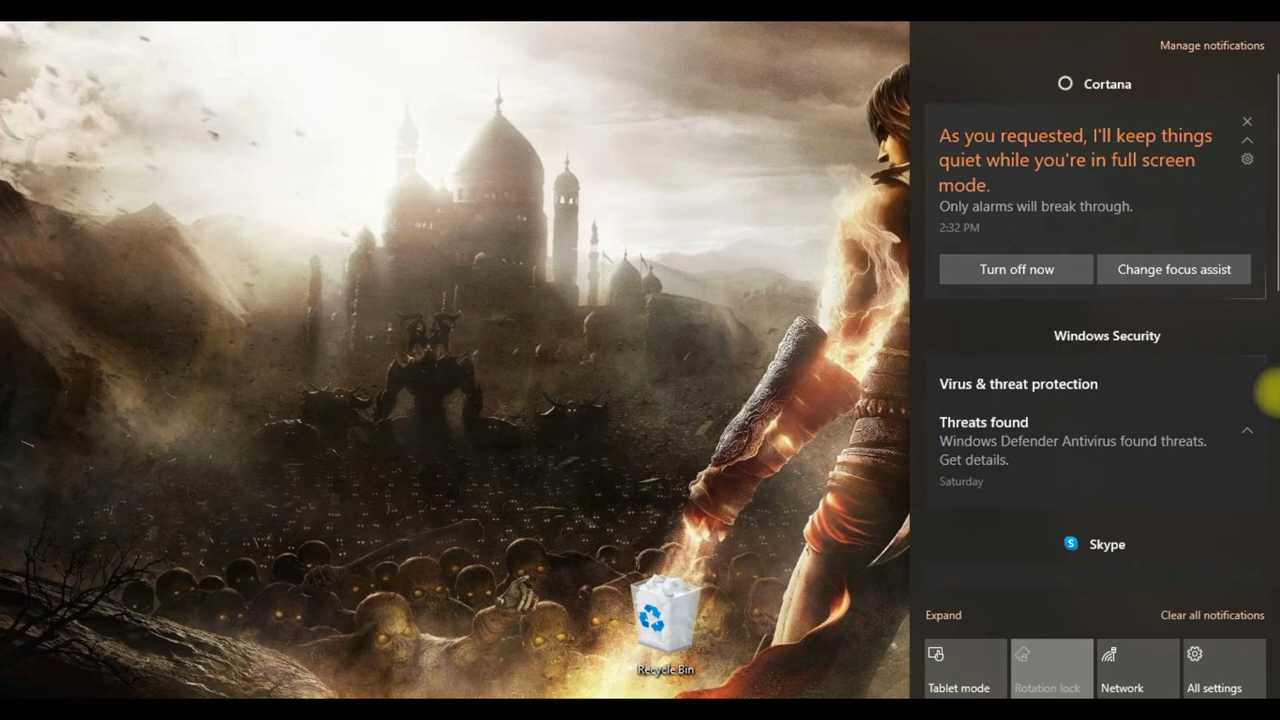 Manage notifications
Cortana
As you requested, I'll keep things
quiet while you're in full screen
mode.
Only alarms will break through.
2:32 PM
Turn off now
Change focus assist
Windows Security
Virus & threat protection
Threats found
Windows Defender Antivirus found threats.
Get details.
Saturday
S Skype
Expand
Clear all notifications
Recycle Bin
Tablet mode
Rotation lock
Network
All settings